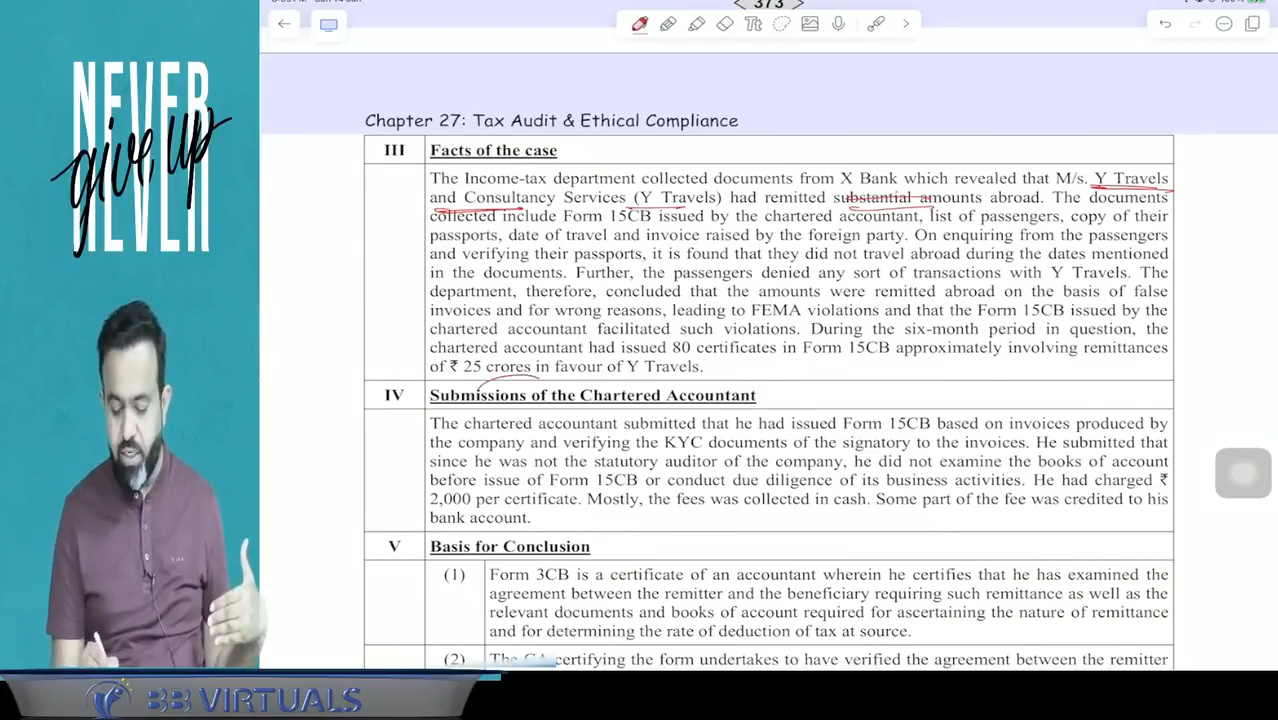 373
NEVER
give up
NEVER
Chapter 27: Tax Audit & Ethical Compliance
III Facts of the case
The Income-tax department collected documents from X Bank which revealed that M/s. Y Travels
and Consultancy Services (Y Travels) had remitted substantial amounts abroad. The documents
collected include Form 15CB issued by the chartered accountant, list of passengers, copy of their
passports, date of travel and invoice raised by the foreign party. On enquiring from the passengers
and verifying their passports, it is found that they did not travel abroad during the dates mentioned
in the documents. Further, the passengers denied any sort of transactions with Y Travels. The
department, therefore, concluded that the amounts were remitted abroad on the basis of false
invoices and for wrong reasons, leading to FEMA violations and that the Form 15CB issued by the
chartered accountant facilitated such violations. During the six-month period in question, the
chartered accountant had issued 80 certificates in Form 15CB approximately involving remittances
of ₹ 25 crores in favour of Y Travels.
IV Submissions of the Chartered Accountant
The chartered accountant submitted that he had issued Form 15CB based on invoices produced by
the company and verifying the KYC documents of the signatory to the invoices. He submitted that
since he was not the statutory auditor of the company, he did not examine the books of account
before issue of Form 15CB or conduct due diligence of its business activities. He had charged ₹
2,000 per certificate. Mostly, the fees was collected in cash. Some part of the fee was credited to his
bank account.
V Basis for Conclusion
(1) Form 3CB is a certificate of an accountant wherein he certifies that he has examined the
agreement between the remitter and the beneficiary requiring such remittance as well as the
relevant documents and books of account required for ascertaining the nature of remittance
and for determining the rate of deduction of tax at source.
(2) The CA certifying the form undertakes to have verified the agreement between the remitter
BB VIRTUALS